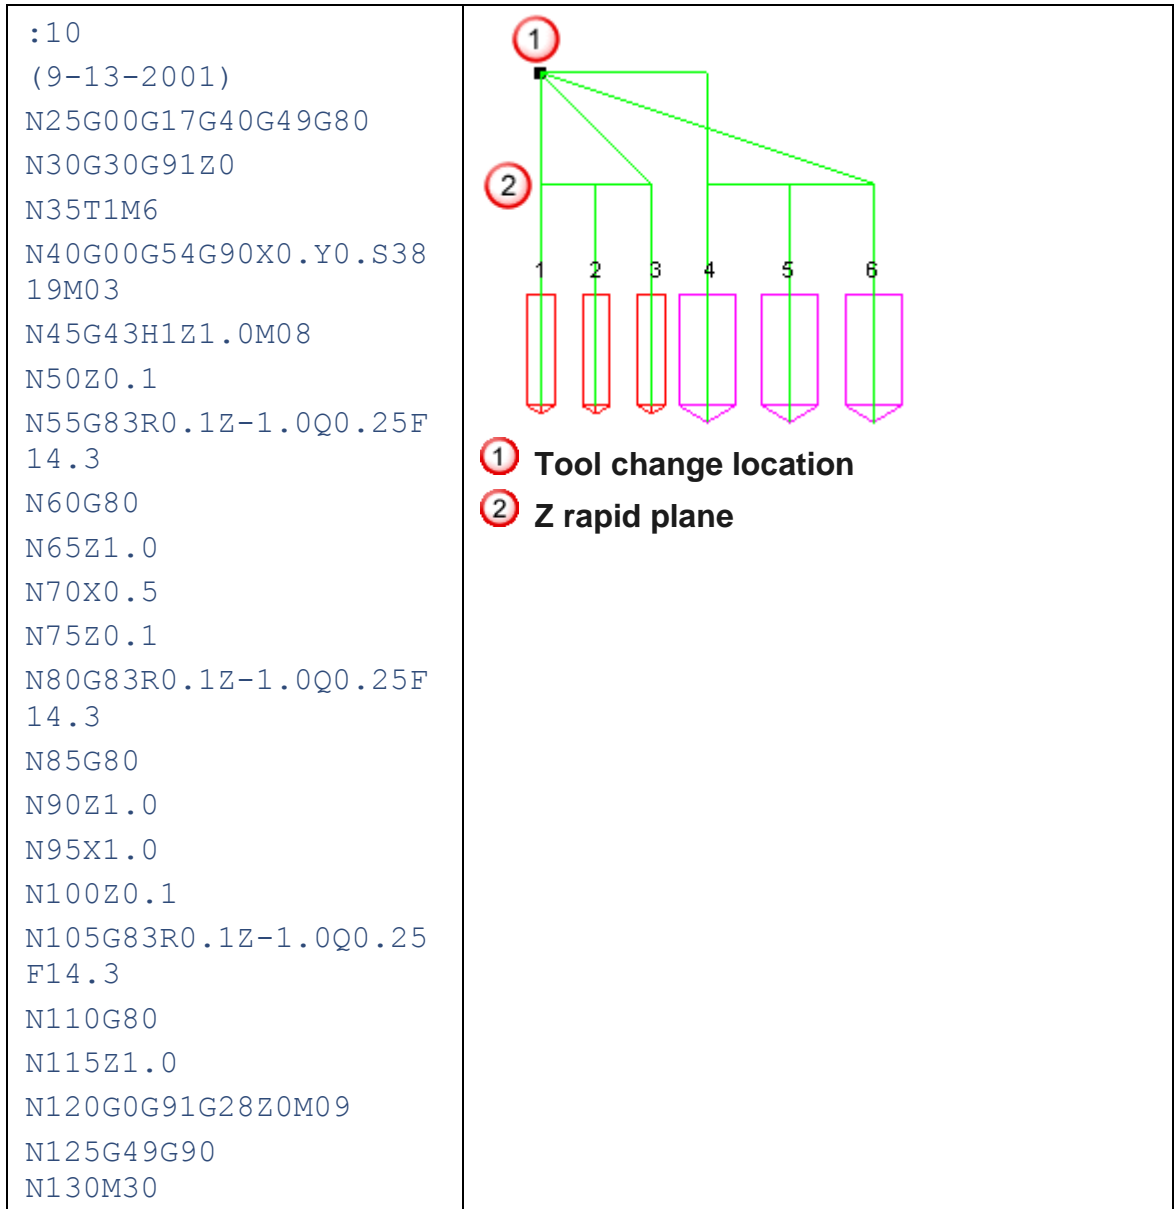 :10
(9-13-2001)
N25G00G17G40G49G80
N30G30G91Z0
N35T1M6
N40G00G54G90X0.Y0.S38
19M03
N45G43H1Z1.0M08
N50Z0.1
N55G83R0.1Z-1.0Q0.25F
14.3
N60G80
N65Z1.0
N70X0.5
N75Z0.1
N80G83R0.1Z-1.0Q0.25F
14.3
N85G80
N90Z1.0
N95X1.0
N100Z0.1
N105G83R0.1Z-1.0Q0.25
F14.3
N110G80
N115Z1.0
N120G0G91G28Z0M09
N125G49G90
N130M30
1
2
1 2 3 4 5 6
1 Tool change location
2 Z rapid plane